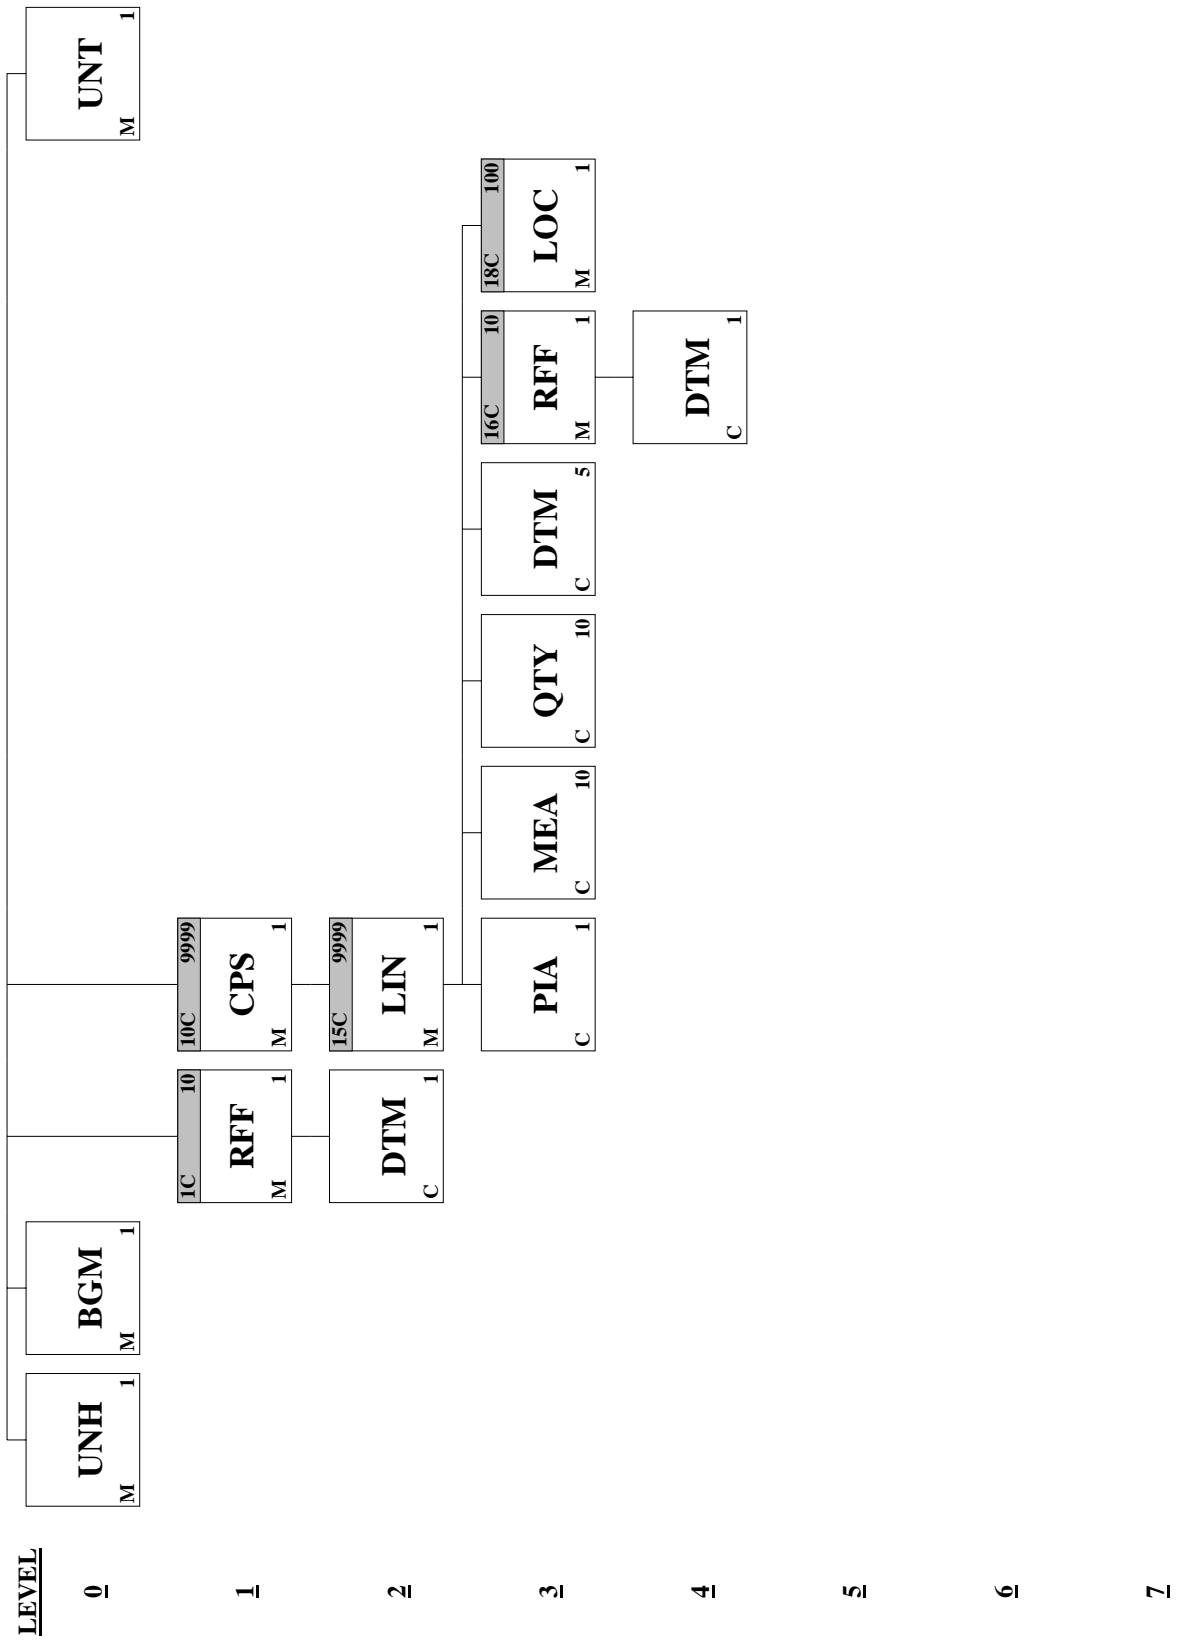 LEVEL
0
UNH
M 1
BGM
M 1
UNT
M 1
1
1C 10
RFF
M 1
10C 9999
CPS
M 1
2
DTM
C 1
15C 9999
LIN
M 1
3
PIA
C 1
MEA
C 10
QTY
C 10
DTM
C 5
16C 10
RFF
M 1
18C 100
LOC
M 1
4
DTM
C 1
5
6
7